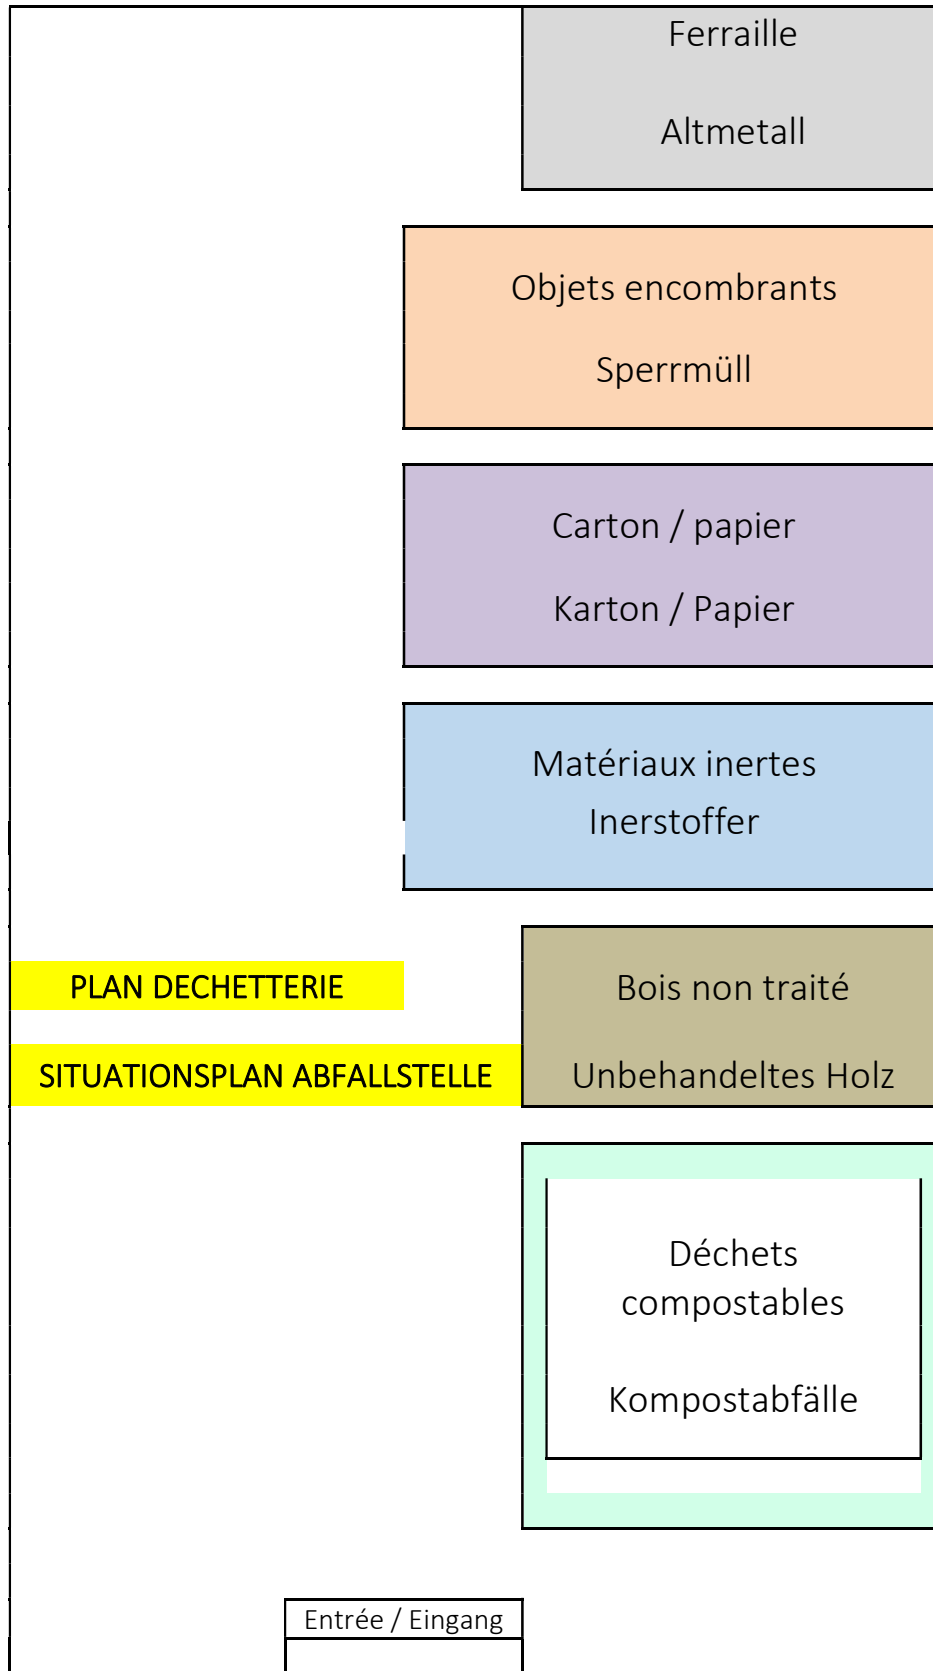 Ferraille
Altmetall
Objets encombrants
Sperrmüll
Carton / papier
Karton / Papier
Matériaux inertes
Inerstoffer
PLAN DECHETTERIE
Bois non traité
SITUATIONSPLAN ABFALLSTELLE
Unbehandeltes Holz
Déchets
compostables
Kompostabfälle
Entrée / Eingang